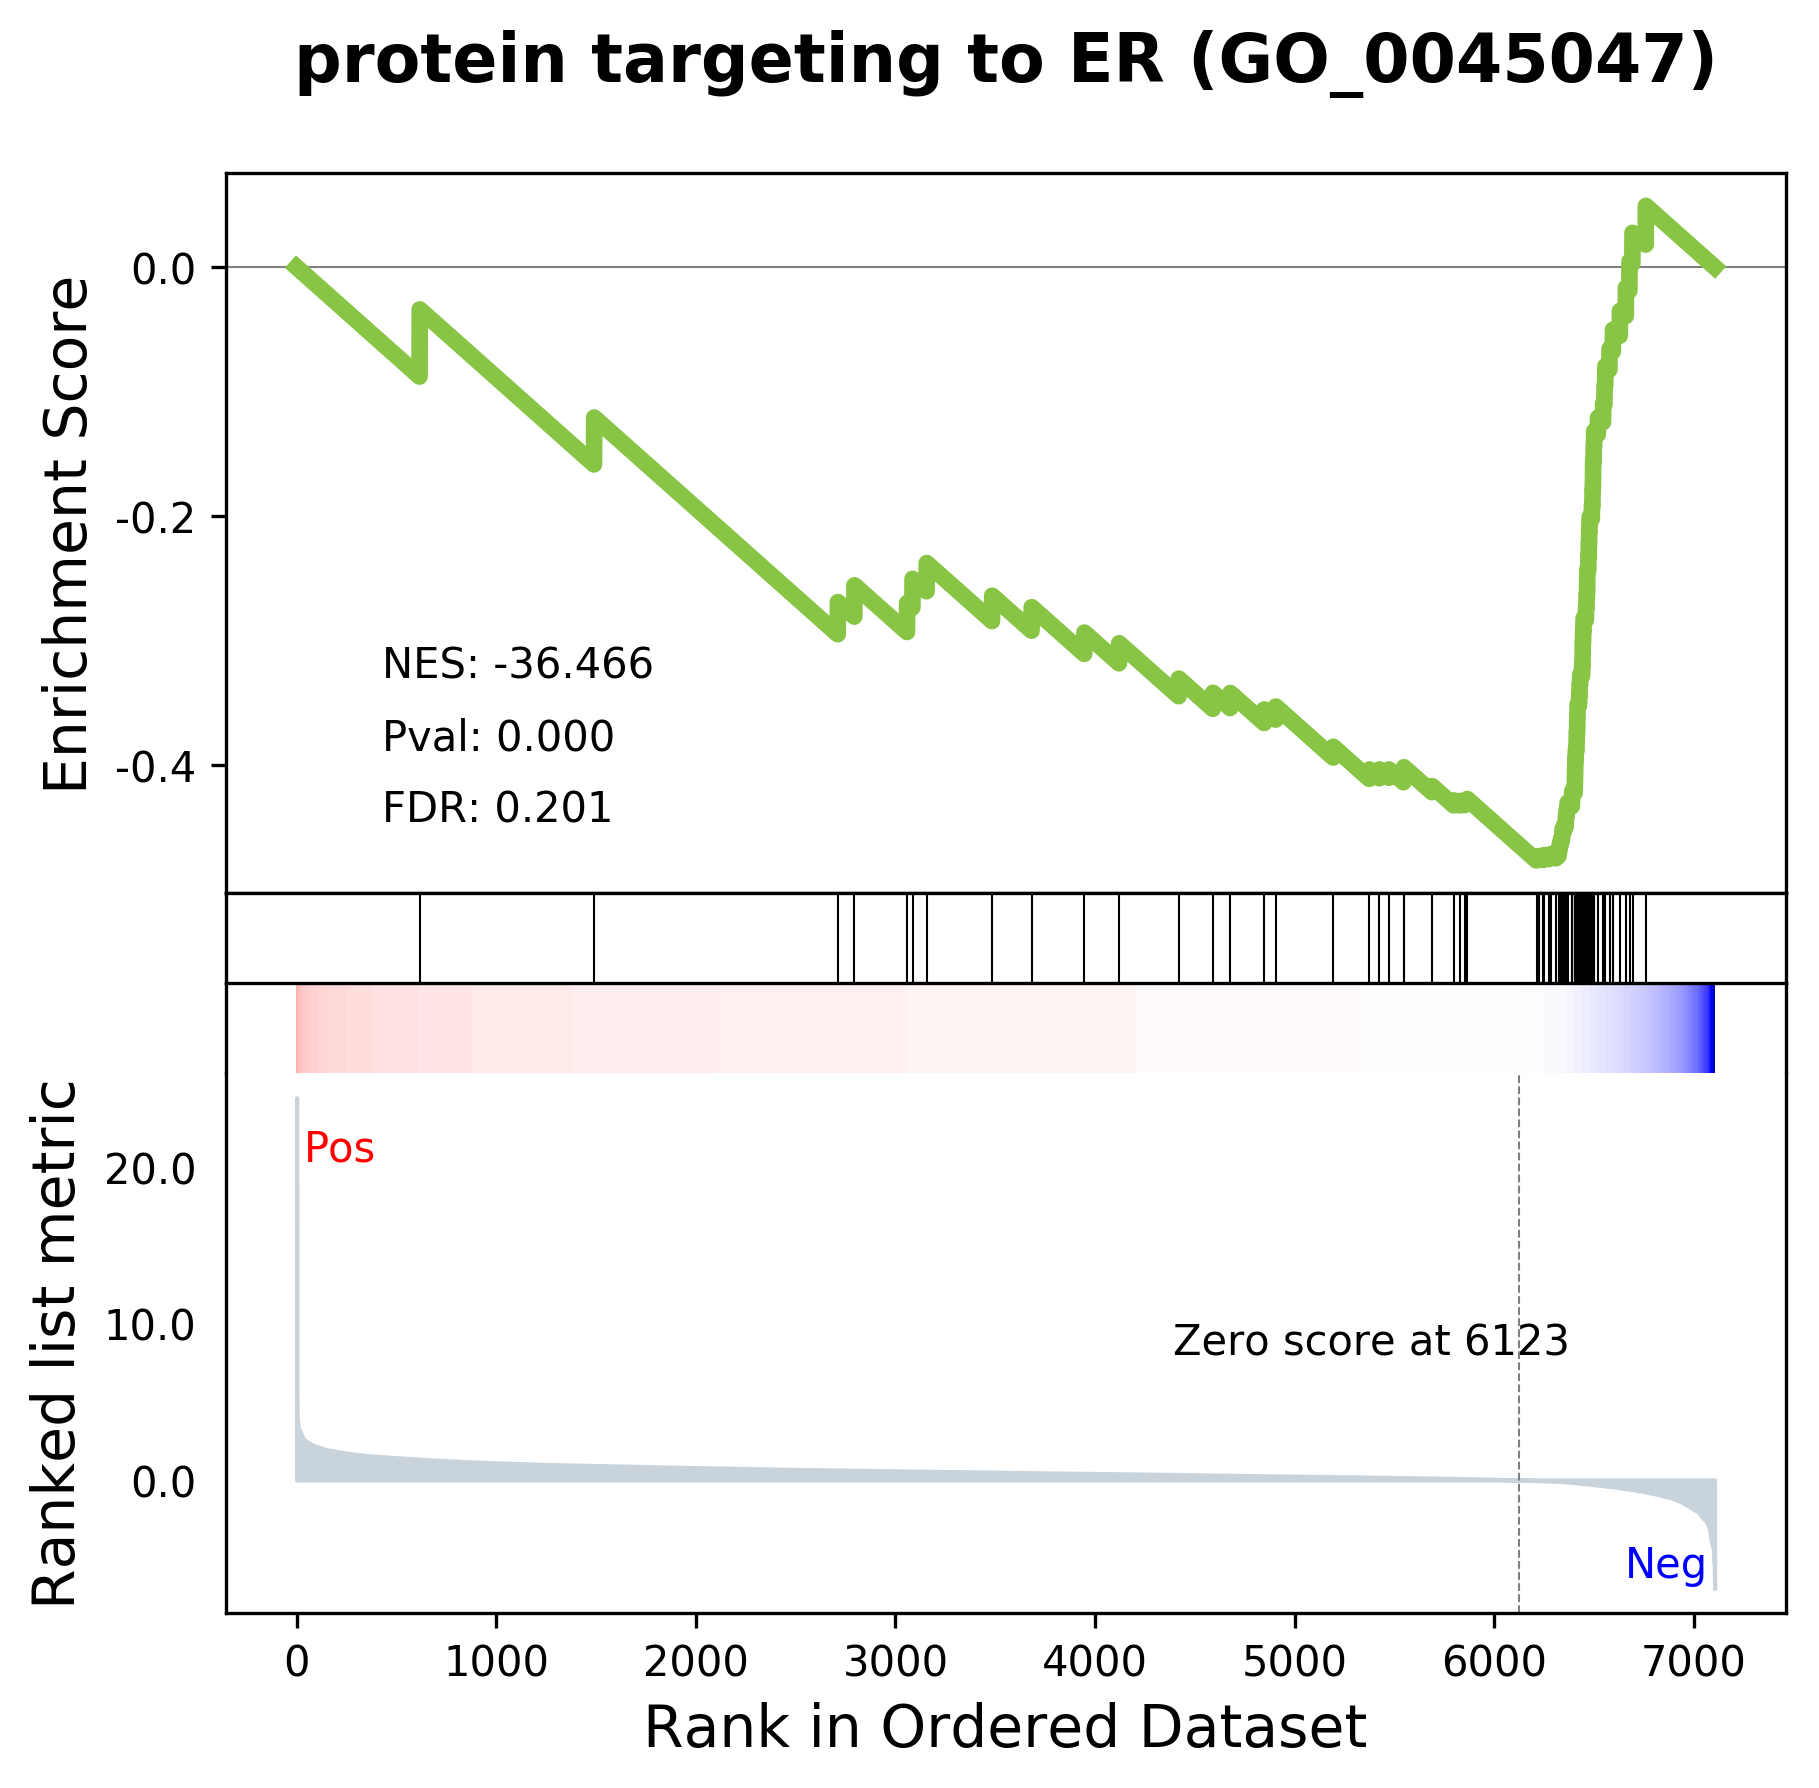 protein targeting to ER (GO_0045047)
Enrichment Score
0.0
-0.2
-0.4
NES: -36.466
Pval: 0.000
FDR: 0.201
Ranked list metric
20.0
10.0
0.0
Pos
Zero score at 6123
Neg
0 1000 2000 3000 4000 5000 6000 7000
Rank in Ordered Dataset